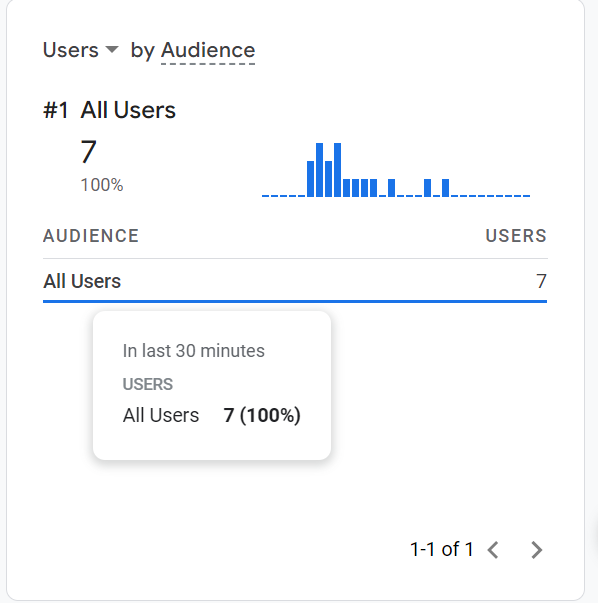 Users by Audience
#1 All Users
7
100%
AUDIENCE USERS
All Users 7
In last 30 minutes
USERS
All Users 7 (100%)
1-1 of 1